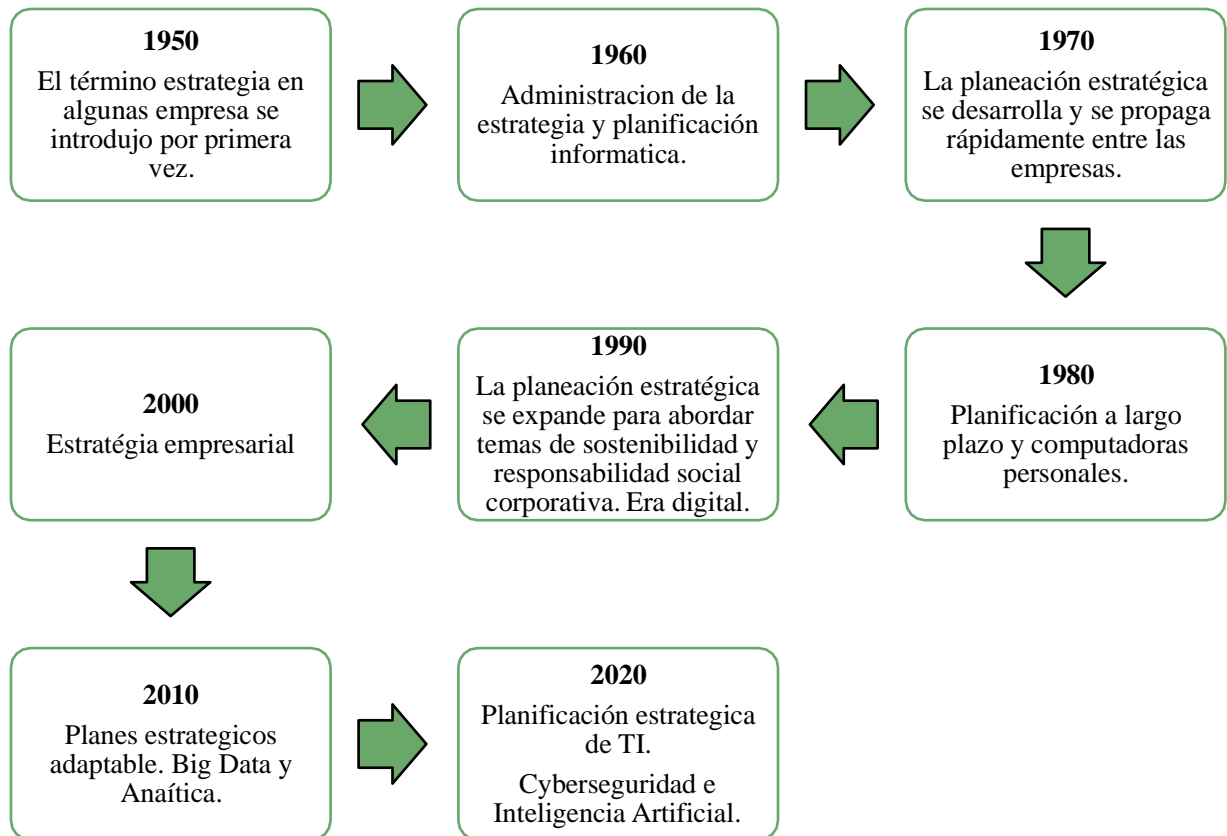 1950
El término estrategia en
algunas empresa se
introdujo por primera
vez.
1960
Administracion de la
estrategia y planificación
informatica.
1970
La planeación estratégica
se desarrolla y se propaga
rápidamente entre las
empresas.
1980
Planificación a largo
plazo y computadoras
personales.
1990
La planeación estratégica
se expande para abordar
temas de sostenibilidad y
responsabilidad social
corporativa. Era digital.
2000
Estratégia empresarial
2010
Planes estrategicos
adaptable. Big Data y
Anaítica.
2020
Planificación estrategica
de TI.
Cyberseguridad e
Inteligencia Artificial.